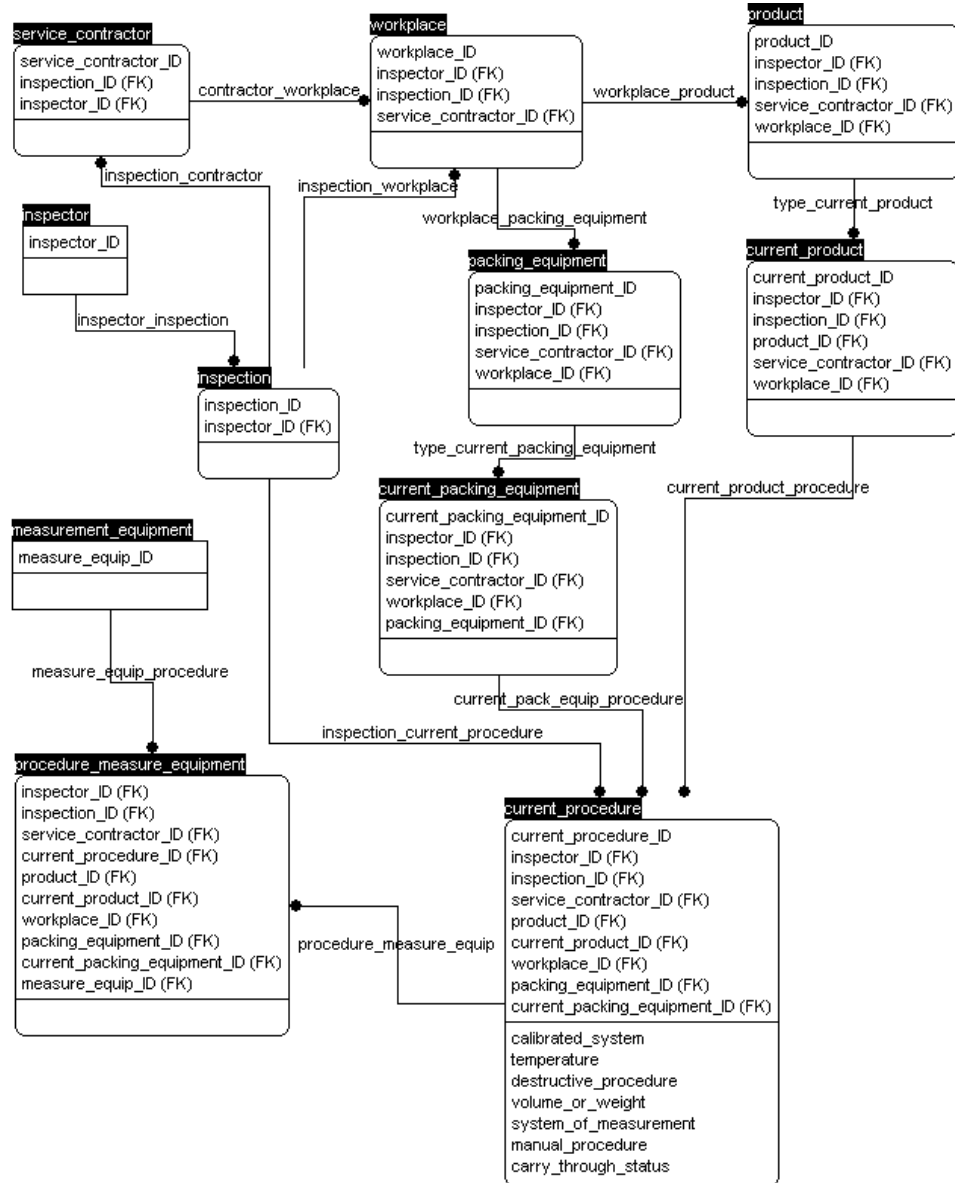 service_contractor
service_contractor_ID
inspection_ID (FK)
inspector_ID (FK)
contractor_workplace
workplace
workplace_ID
inspector_ID (FK)
inspection_ID (FK)
service_contractor_ID (FK)
workplace_product
product
product_ID
inspector_ID (FK)
inspection_ID (FK)
service_contractor_ID (FK)
workplace_ID (FK)
inspection_contractor
inspection_workplace
type_current_product
inspector
inspector_ID
workplace_packing_equipment
packing_equipment
packing_equipment_ID
inspector_ID (FK)
inspection_ID (FK)
service_contractor_ID (FK)
workplace_ID (FK)
current_product
current_product_ID
inspector_ID (FK)
inspection_ID (FK)
product_ID (FK)
service_contractor_ID (FK)
workplace_ID (FK)
inspector_inspection
inspection
inspection_ID
inspector_ID (FK)
type_current_packing_equipment
current_packing_equipment
current_packing_equipment_ID
inspector_ID (FK)
inspection_ID (FK)
service_contractor_ID (FK)
workplace_ID (FK)
packing_equipment_ID (FK)
current_product_procedure
measurement_equipment
measure_equip_ID
measure_equip_procedure
current_pack_equip_procedure
inspection_current_procedure
procedure_measure_equipment
inspector_ID (FK)
inspection_ID (FK)
service_contractor_ID (FK)
current_procedure_ID (FK)
product_ID (FK)
current_product_ID (FK)
workplace_ID (FK)
packing_equipment_ID (FK)
current_packing_equipment_ID (FK)
measure_equip_ID (FK)
procedure_measure_equip
current_procedure
current_procedure_ID
inspector_ID (FK)
inspection_ID (FK)
service_contractor_ID (FK)
product_ID (FK)
current_product_ID (FK)
workplace_ID (FK)
packing_equipment_ID (FK)
current_packing_equipment_ID (FK)
calibrated_system
temperature
destructive_procedure
volume_or_weight
system_of_measurement
manual_procedure
carry_through_status